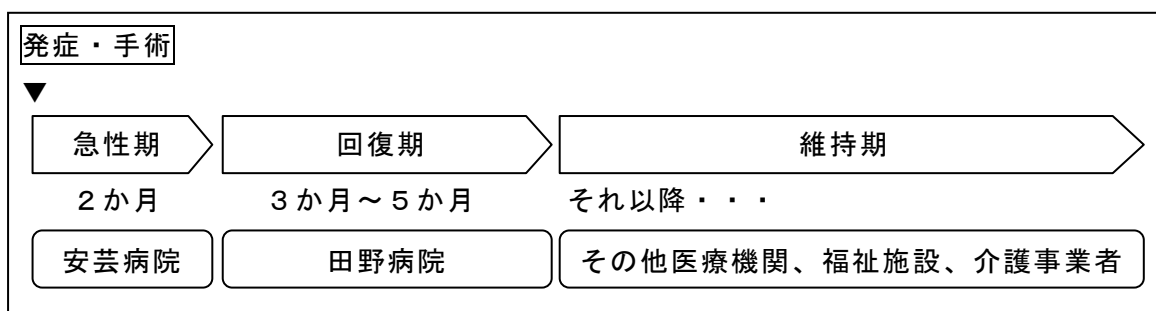 発症・手術
▼
急性期 回復期 維持期
２か月 ３か月～５か月 それ以降・・・
安芸病院 田野病院 その他医療機関、福祉施設、介護事業者